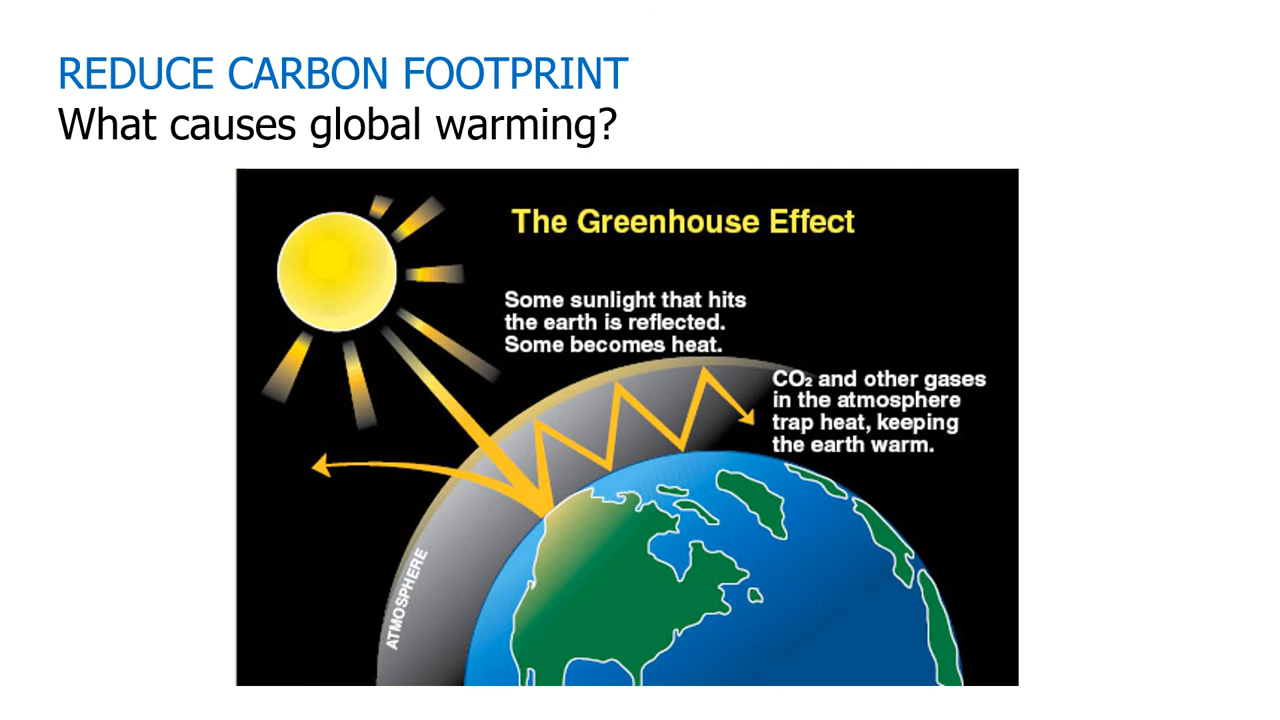 REDUCE CARBON FOOTPRINT
What causes global warming?
The Greenhouse Effect
Some sunlight that hits
the earth is reflected.
Some becomes heat.
CO₂ and other gases
in the atmosphere
trap heat, keeping
the earth warm.
ATMOSPHERE